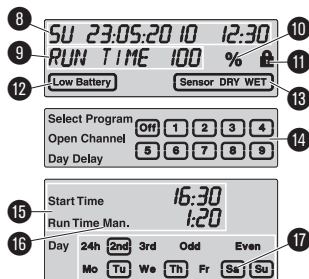 8 SU 23:05:2010 12:30 10
9 RUN TIME 100 % 11
12 Low Battery Sensor DRY WET 13
Select Program Off 1 2 3 4
Open Channel 14
Day Delay 5 6 7 8 9
15 Start Time 16:30
16 Run Time Man. 1:20
Day 24h 2nd 3rd Odd Even 17
Mo Tu We Th Fr Sa Su